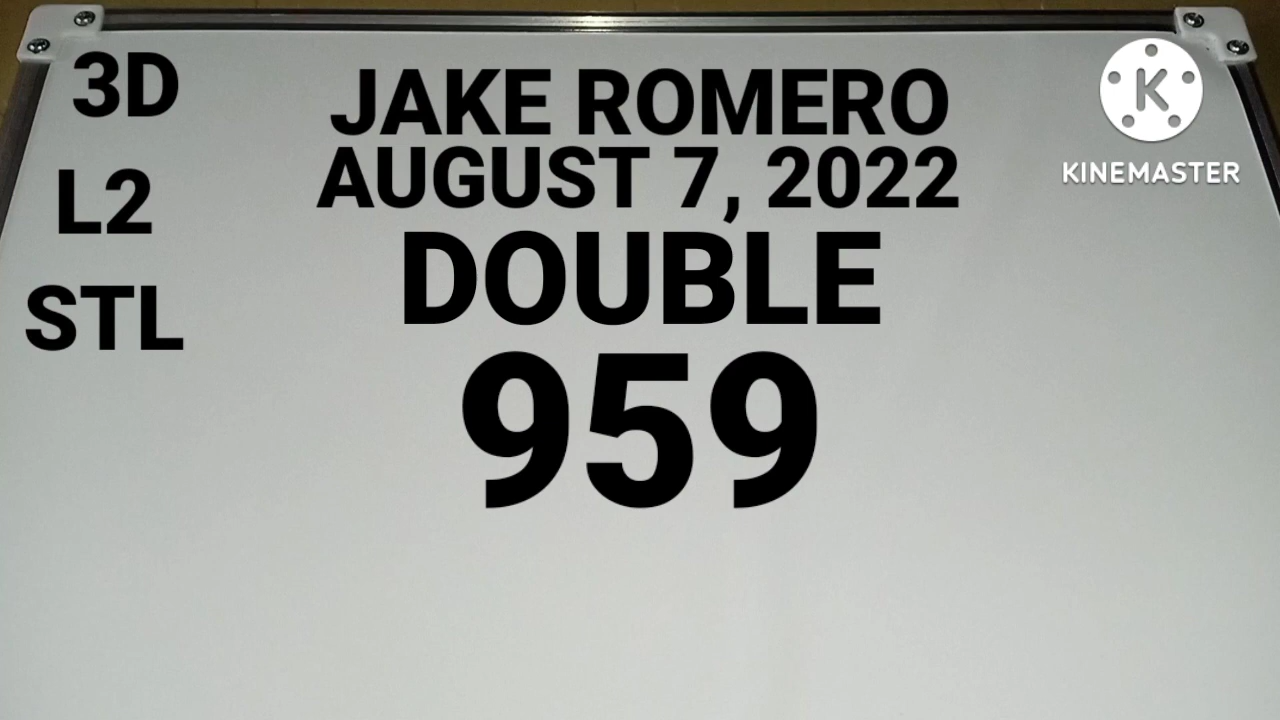 3D
L2
STL
JAKE ROMERO
AUGUST 7, 2022
DOUBLE
959
K
KINEMASTER